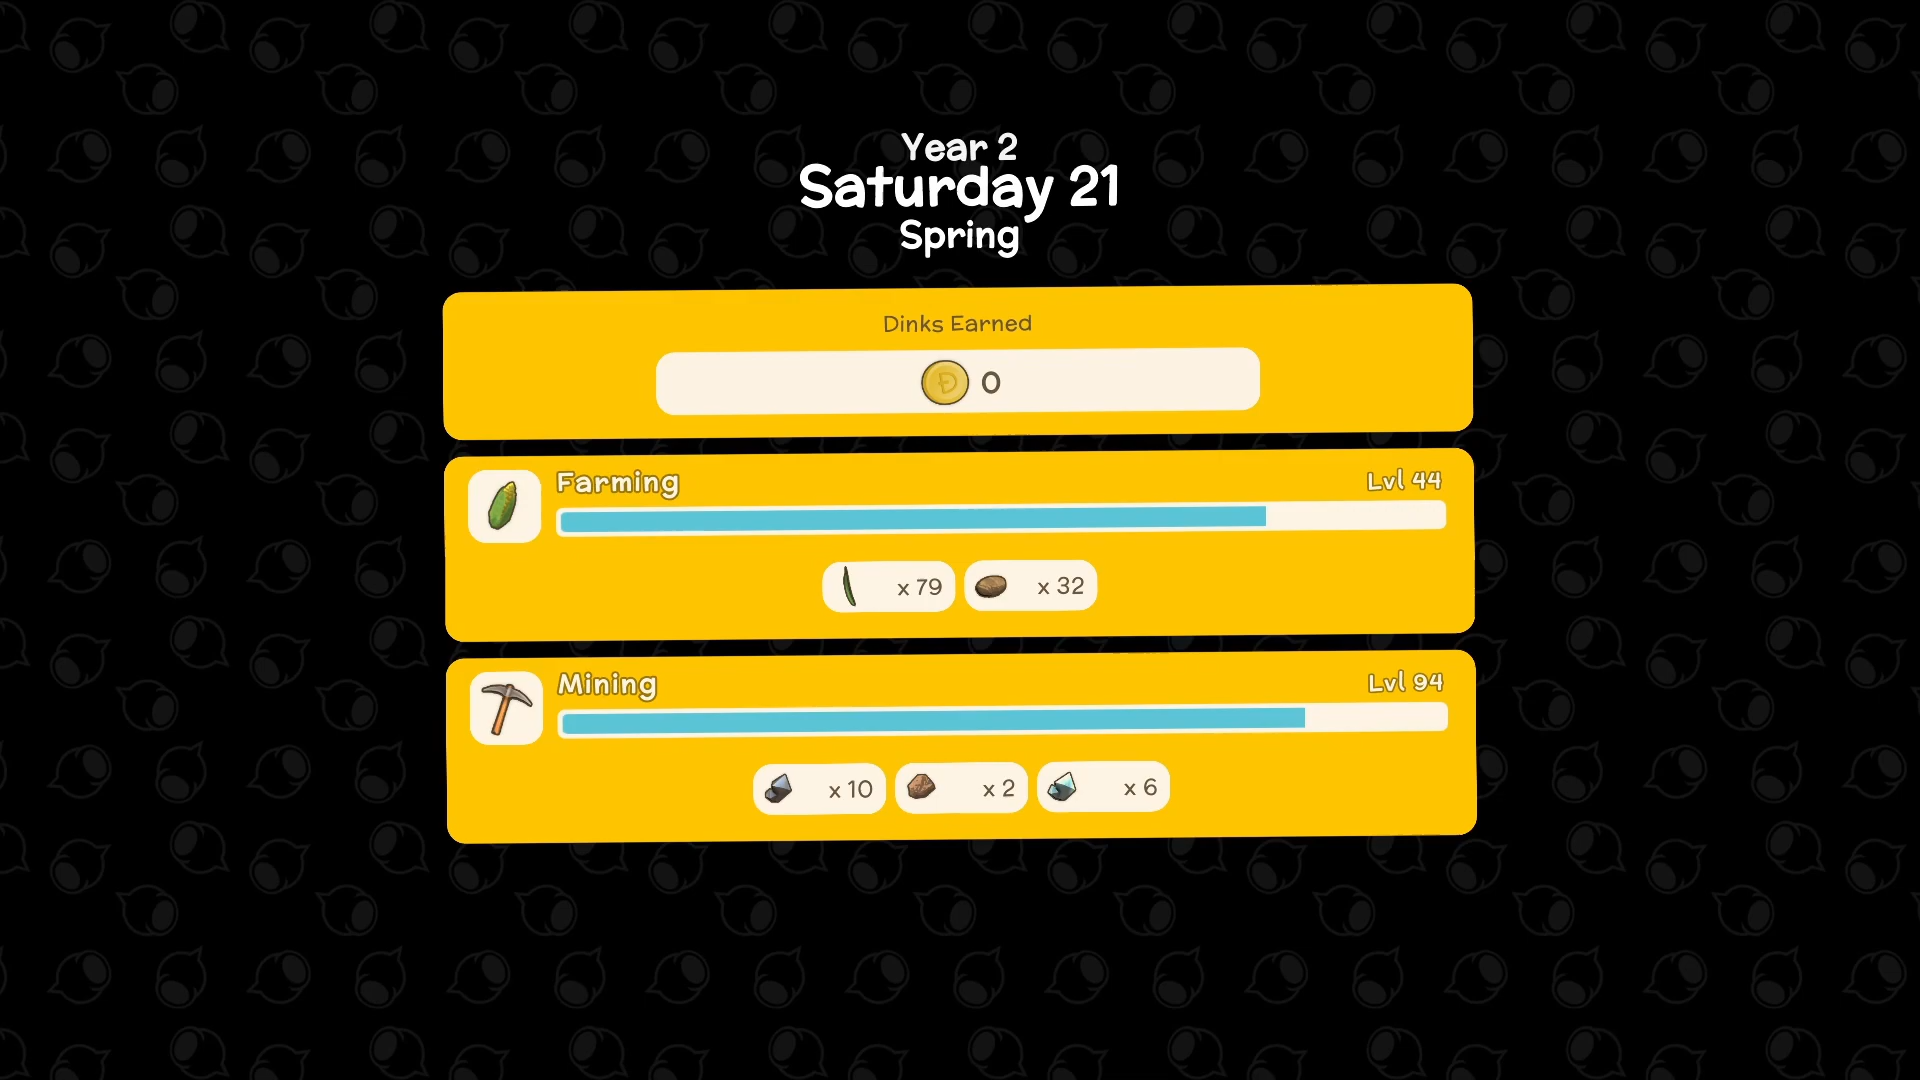 Year 2
Saturday 21
Spring
Dinks Earned
Đ 0
Farming
Lvl 44
x 79
x 32
Mining
Lvl 94
x 10
x 2
x 6